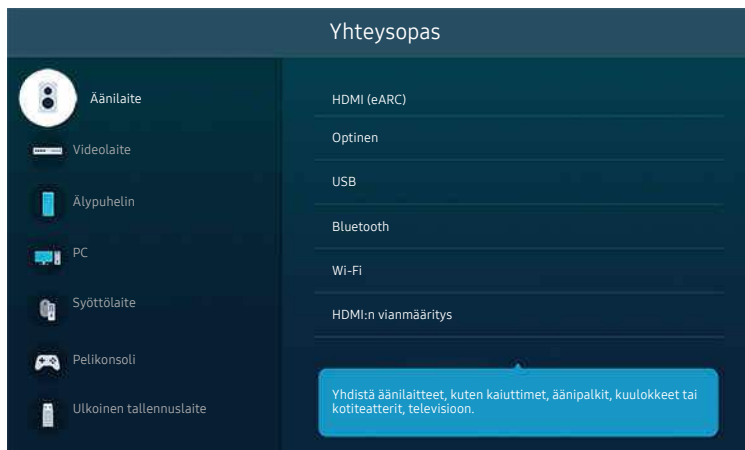 Yhteysopas
Äänilaite
Videolaite
Älypuhelin
PC
Syöttölaite
Pelikonsoli
Ulkoinen tallennuslaite
HDMI (eARC)
Optinen
USB
Bluetooth
Wi-Fi
HDMI:n vianmääritys
Yhdistä äänilaitteet, kuten kaiuttimet, äänipalkit, kuulokkeet tai
kotiteatterit, televisioon.